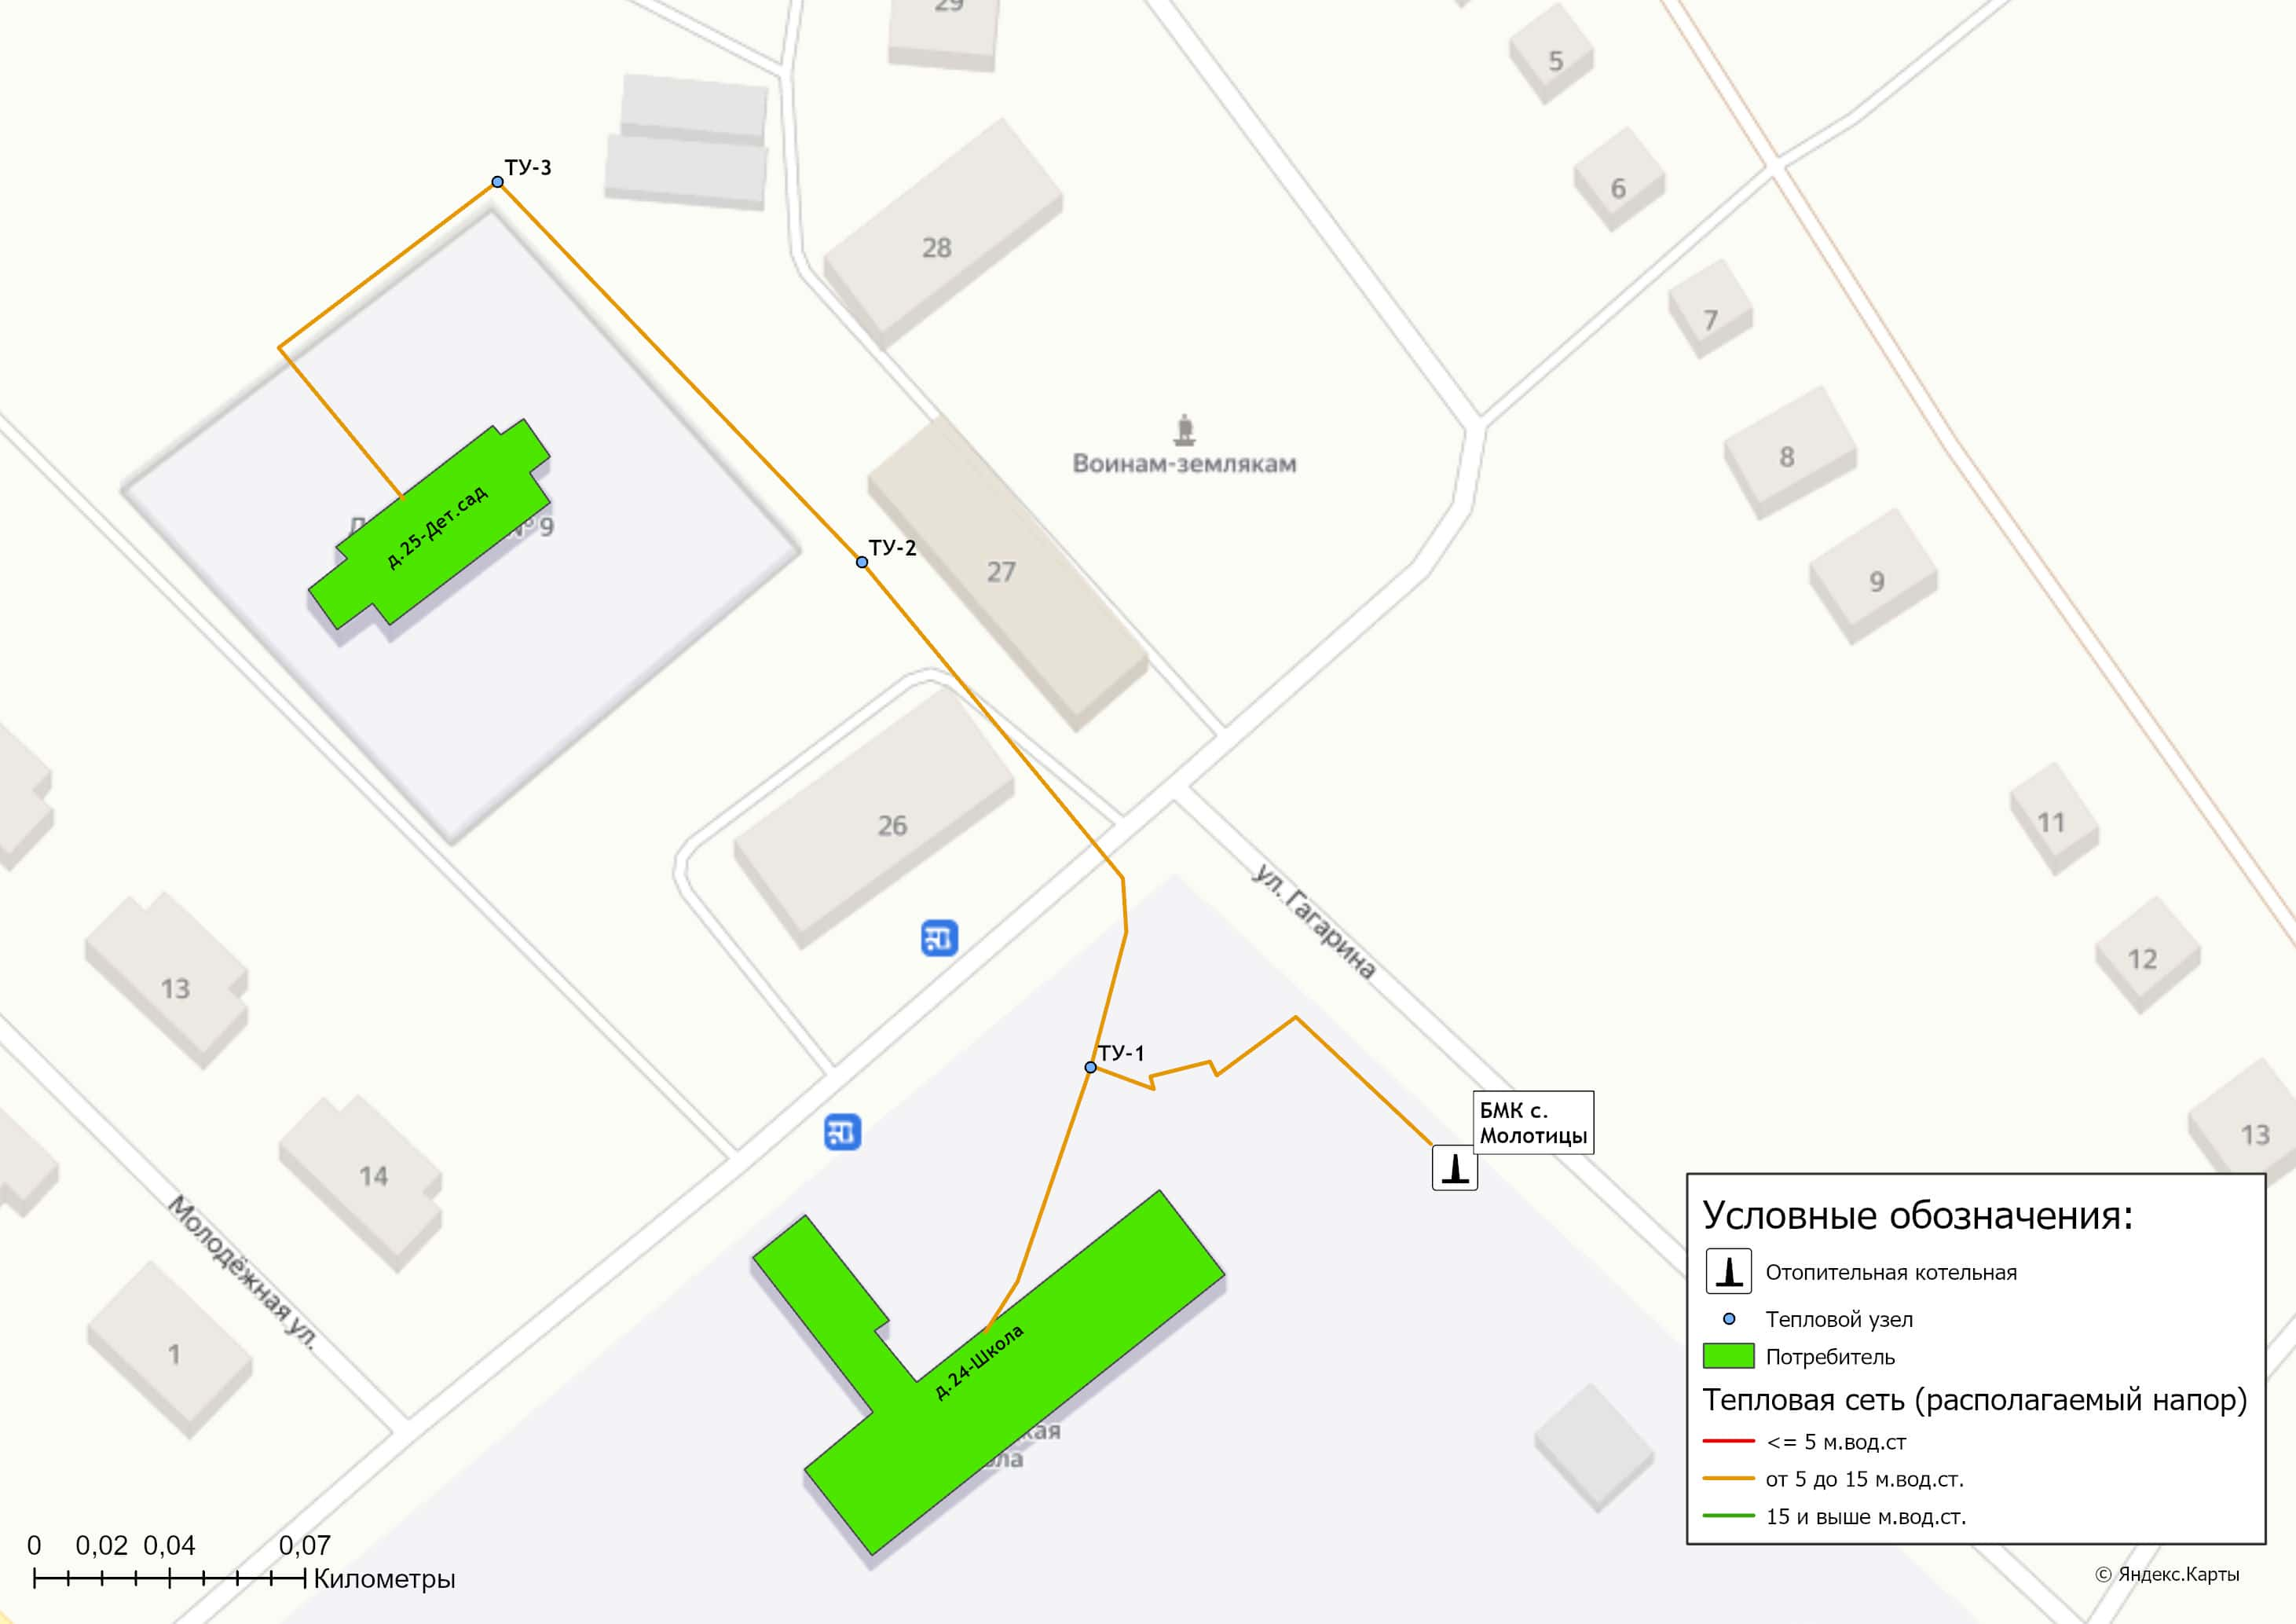 29
5
ТУ-3
6
28
7
Воинам-землякам
8
д.25-Дет.сад
№9
ТУ-2
27
9
26
11
ул. Гагарина
12
13
ТУ-1
БМК с.
Молотицы
13
14
Молодёжная ул.
1
д.24-Школа
Условные обозначения:
Отопительная котельная
Тепловой узел
Потребитель
Тепловая сеть (располагаемый напор)
<= 5 м.вод.ст
от 5 до 15 м.вод.ст.
15 и выше м.вод.ст.
0 0,02 0,04 0,07
Километры
© Яндекс.Карты